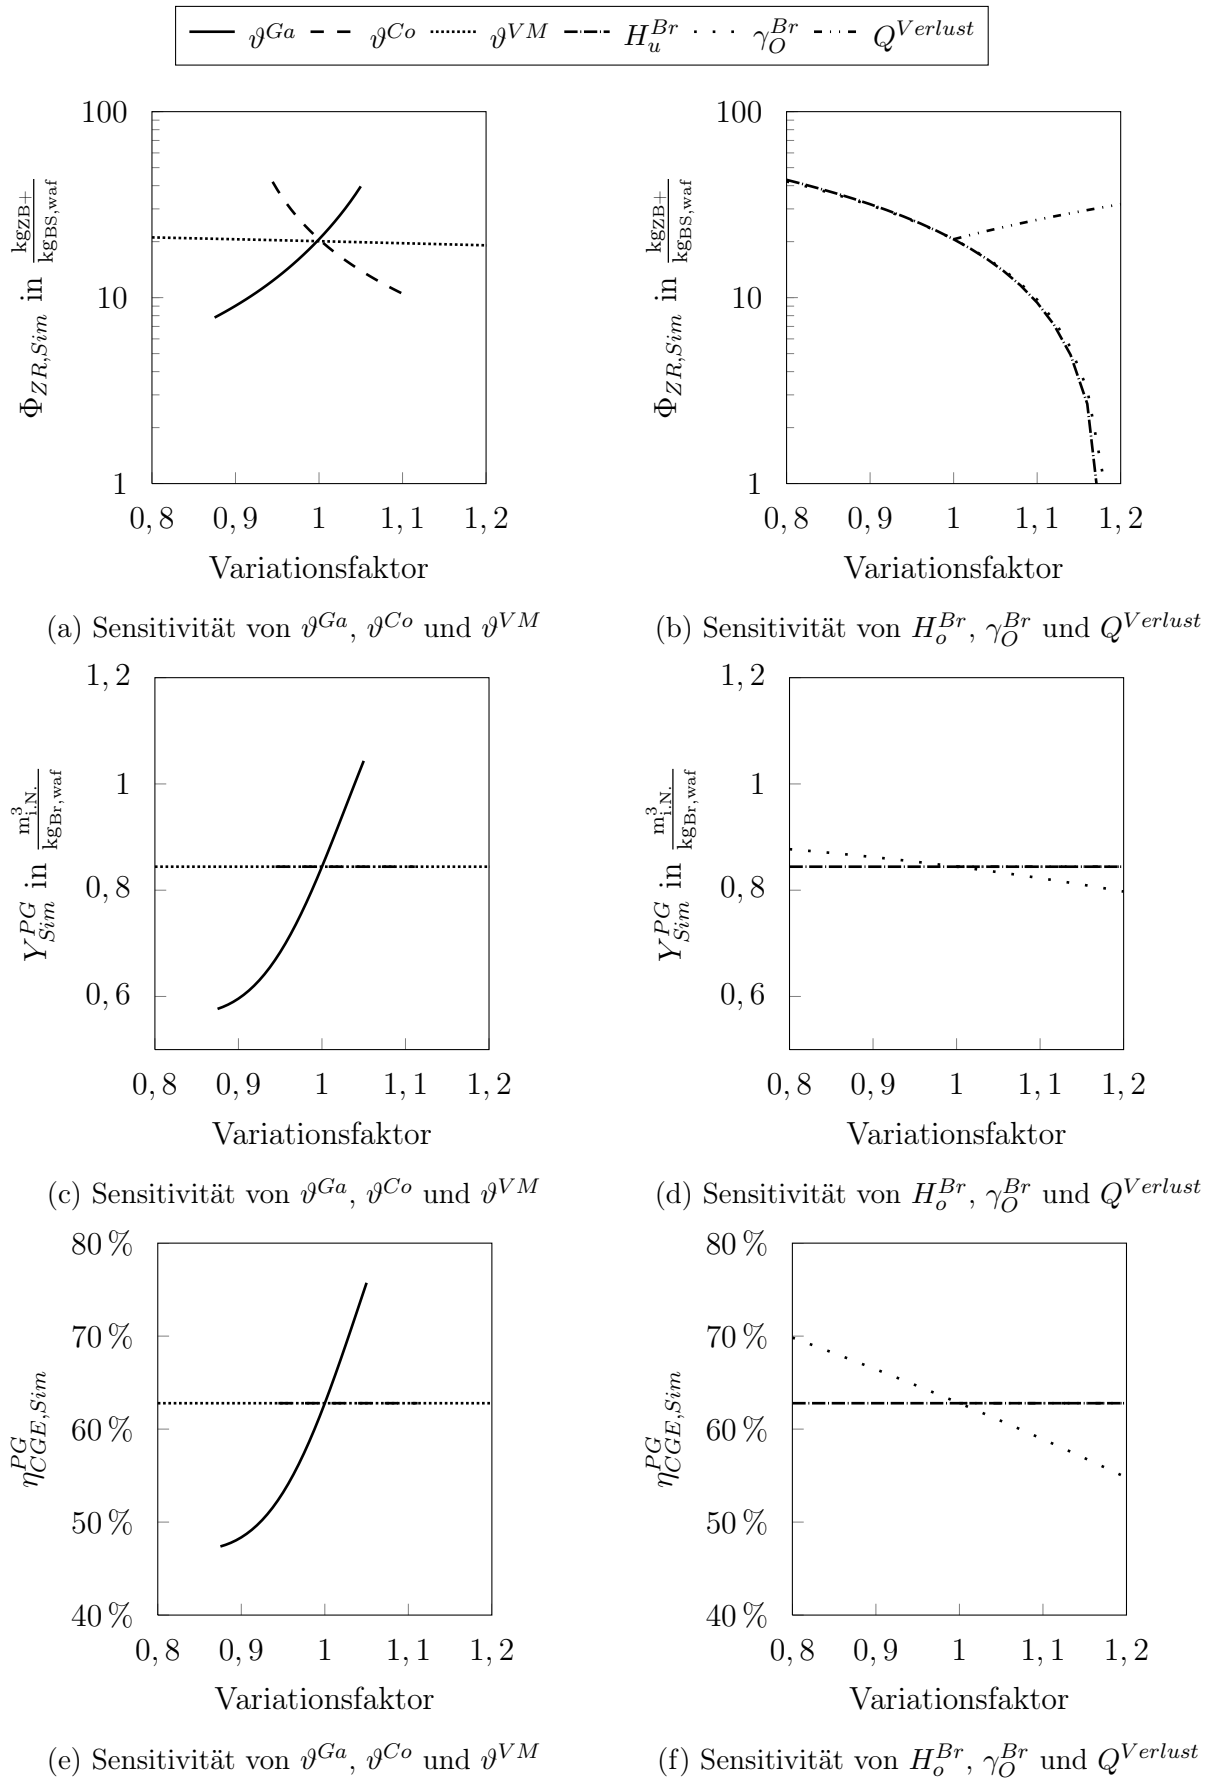 ϑ^Ga ϑ^Co ϑ^VM H_u^Br γ_O^Br Q^Verlust
Φ_ZR,Sim in kg_ZB+ / kg_BS,waf
100
10
1
0,8 0,9 1 1,1 1,2
Variationsfaktor
(a) Sensitivität von ϑ^Ga, ϑ^Co und ϑ^VM
Φ_ZR,Sim in kg_ZB+ / kg_BS,waf
100
10
1
0,8 0,9 1 1,1 1,2
Variationsfaktor
(b) Sensitivität von H_o^Br, γ_O^Br und Q^Verlust
Y_Sim^PG in m³_i.N. / kg_Br,waf
1,2
1
0,8
0,6
0,8 0,9 1 1,1 1,2
Variationsfaktor
(c) Sensitivität von ϑ^Ga, ϑ^Co und ϑ^VM
Y_Sim^PG in m³_i.N. / kg_Br,waf
1,2
1
0,8
0,6
0,8 0,9 1 1,1 1,2
Variationsfaktor
(d) Sensitivität von H_o^Br, γ_O^Br und Q^Verlust
η_CGE,Sim^PG
80 %
70 %
60 %
50 %
40 %
0,8 0,9 1 1,1 1,2
Variationsfaktor
(e) Sensitivität von ϑ^Ga, ϑ^Co und ϑ^VM
η_CGE,Sim^PG
80 %
70 %
60 %
50 %
40 %
0,8 0,9 1 1,1 1,2
Variationsfaktor
(f) Sensitivität von H_o^Br, γ_O^Br und Q^Verlust